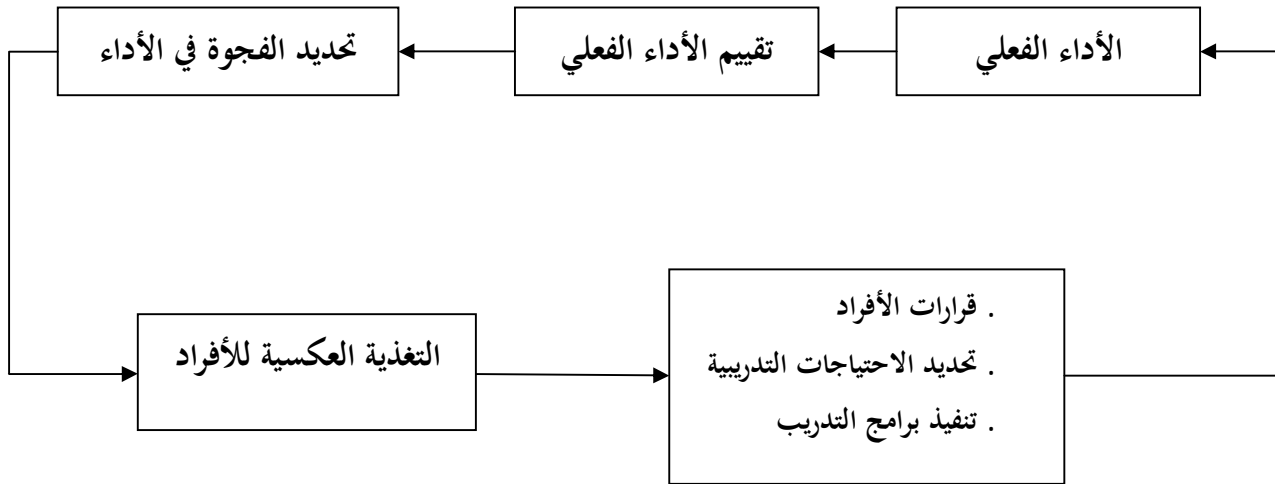 الأداء الفعلي
تقييم الأداء الفعلي
تحديد الفجوة في الأداء
التغذية العكسية للأفراد
. قرارات الأفراد
. تحديد الاحتياجات التدريبية
. تنفيذ برامج التدريب